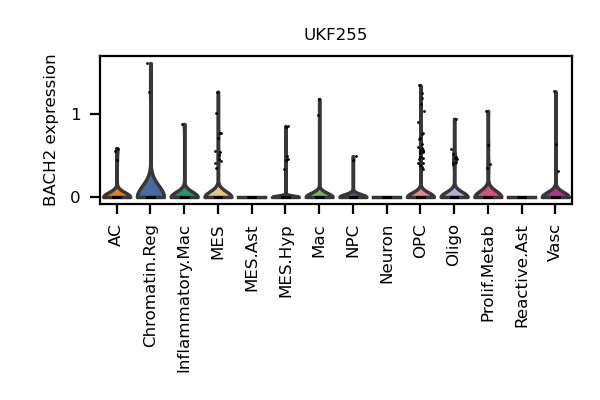 UKF255
BACH2 expression
1
0
AC
Chromatin.Reg
Inflammatory.Mac
MES
MES.Ast
MES.Hyp
Mac
NPC
Neuron
OPC
Oligo
Prolif.Metab
Reactive.Ast
Vasc